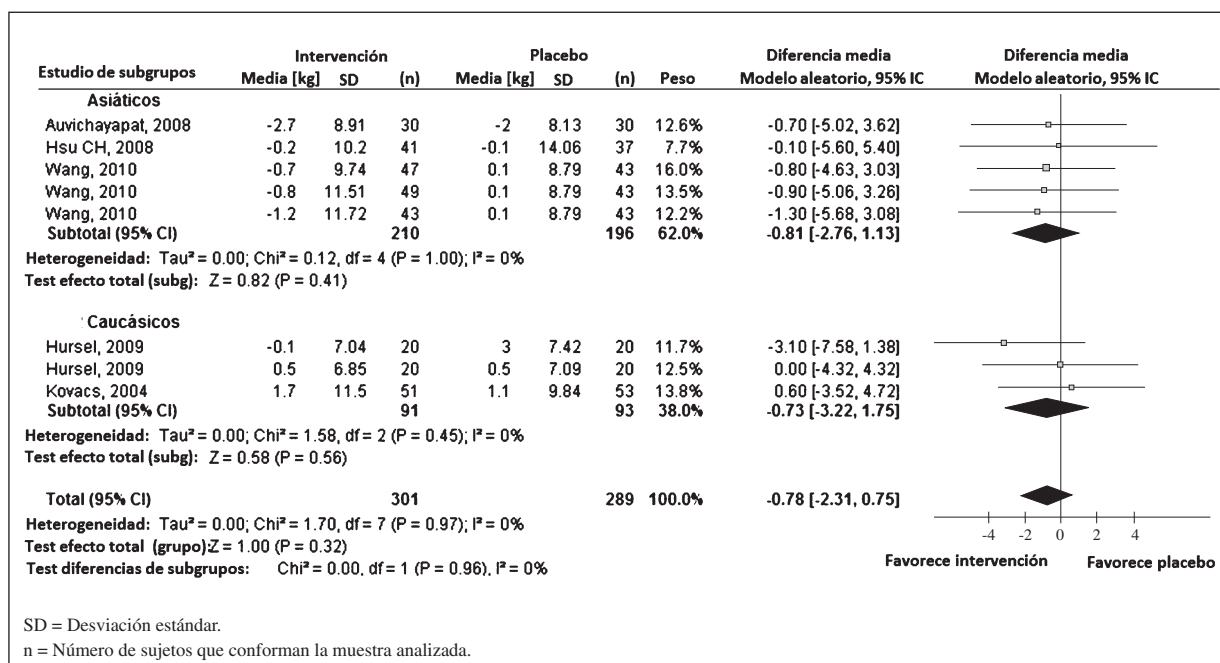 Intervención Placebo Diferencia media Diferencia media
Estudio de subgrupos Media [kg] SD (n) Media [kg] SD (n) Peso Modelo aleatorio, 95% IC Modelo aleatorio, 95% IC
Asiáticos
Auvichayapat, 2008 -2.7 8.91 30 -2 8.13 30 12.6% -0.70 [-5.02, 3.62]
Hsu CH, 2008 -0.2 10.2 41 -0.1 14.06 37 7.7% -0.10 [-5.60, 5.40]
Wang, 2010 -0.7 9.74 47 0.1 8.79 43 16.0% -0.80 [-4.63, 3.03]
Wang, 2010 -0.8 11.51 49 0.1 8.79 43 13.5% -0.90 [-5.06, 3.26]
Wang, 2010 -1.2 11.72 43 0.1 8.79 43 12.2% -1.30 [-5.68, 3.08]
Subtotal (95% CI) 210 196 62.0% -0.81 [-2.76, 1.13]
Heterogeneidad: Tau² = 0.00; Chi² = 0.12, df = 4 (P = 1.00); I² = 0%
Test efecto total (subg): Z = 0.82 (P = 0.41)
Caucásicos
Hursel, 2009 -0.1 7.04 20 3 7.42 20 11.7% -3.10 [-7.58, 1.38]
Hursel, 2009 0.5 6.85 20 0.5 7.09 20 12.5% 0.00 [-4.32, 4.32]
Kovacs, 2004 1.7 11.5 51 1.1 9.84 53 13.8% 0.60 [-3.52, 4.72]
Subtotal (95% CI) 91 93 38.0% -0.73 [-3.22, 1.75]
Heterogeneidad: Tau² = 0.00; Chi² = 1.58, df = 2 (P = 0.45); I² = 0%
Test efecto total (subg): Z = 0.58 (P = 0.56)
Total (95% CI) 301 289 100.0% -0.78 [-2.31, 0.75]
Heterogeneidad: Tau² = 0.00; Chi² = 1.70, df = 7 (P = 0.97); I² = 0%
Test efecto total (grupo):Z = 1.00 (P = 0.32)
Test diferencias de subgrupos: Chi² = 0.00, df = 1 (P = 0.96), I² = 0%
-4 -2 0 2 4
Favorece intervención Favorece placebo
SD = Desviación estándar.
n = Número de sujetos que conforman la muestra analizada.